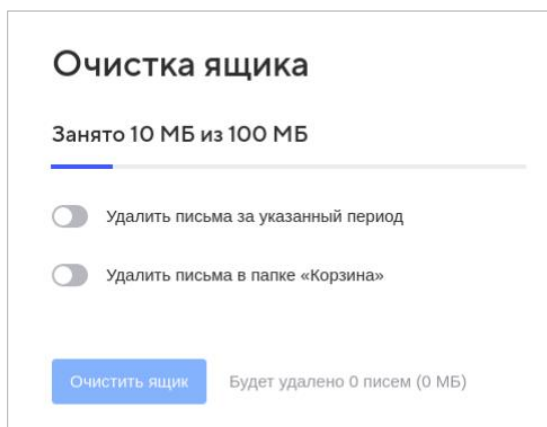 Очистка ящика
Занято 10 МБ из 100 МБ
Удалить письма за указанный период
Удалить письма в папке «Корзина»
Очистить ящик Будет удалено 0 писем (0 МБ)